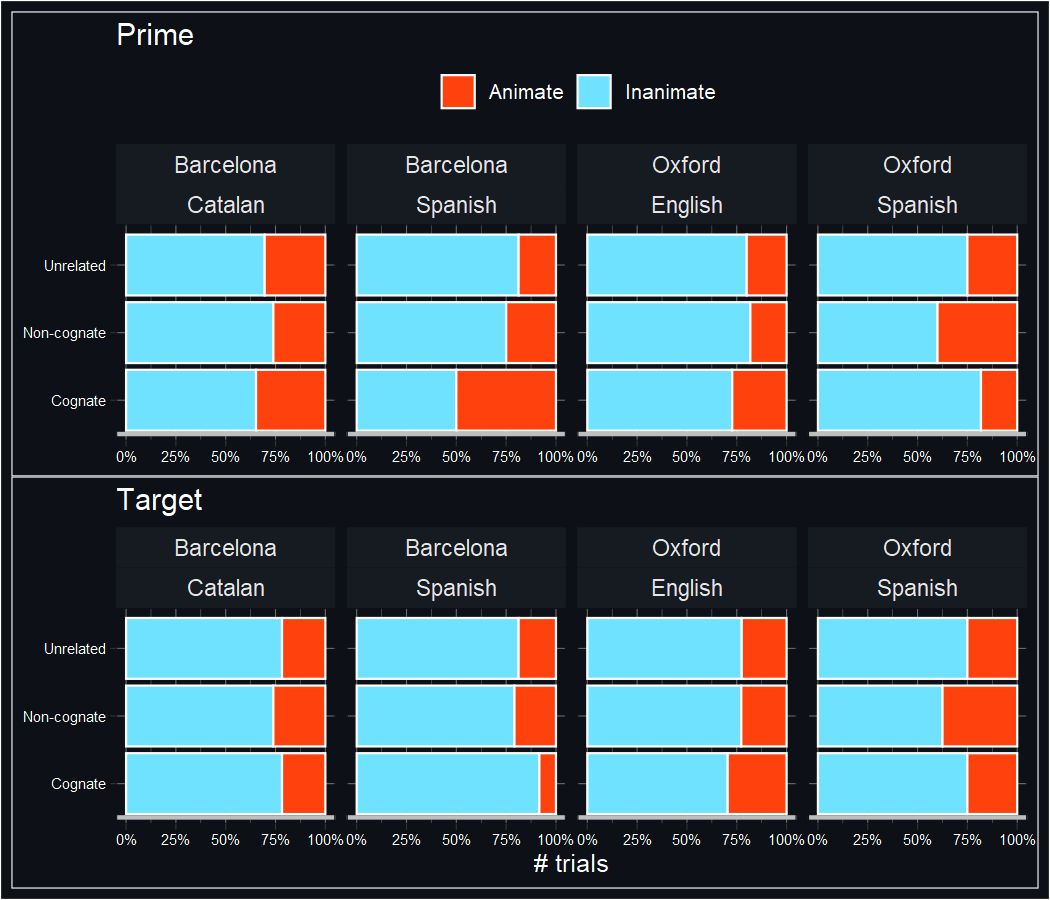 Prime
Animate Inanimate
Barcelona Barcelona Oxford Oxford
Catalan Spanish English Spanish
Unrelated
Non-cognate
Cognate
0% 25% 50% 75% 100% 0% 25% 50% 75% 100% 0% 25% 50% 75% 100% 0% 25% 50% 75% 100%
Target
Barcelona Barcelona Oxford Oxford
Catalan Spanish English Spanish
Unrelated
Non-cognate
Cognate
0% 25% 50% 75% 100% 0% 25% 50% 75% 100% 0% 25% 50% 75% 100% 0% 25% 50% 75% 100%
# trials